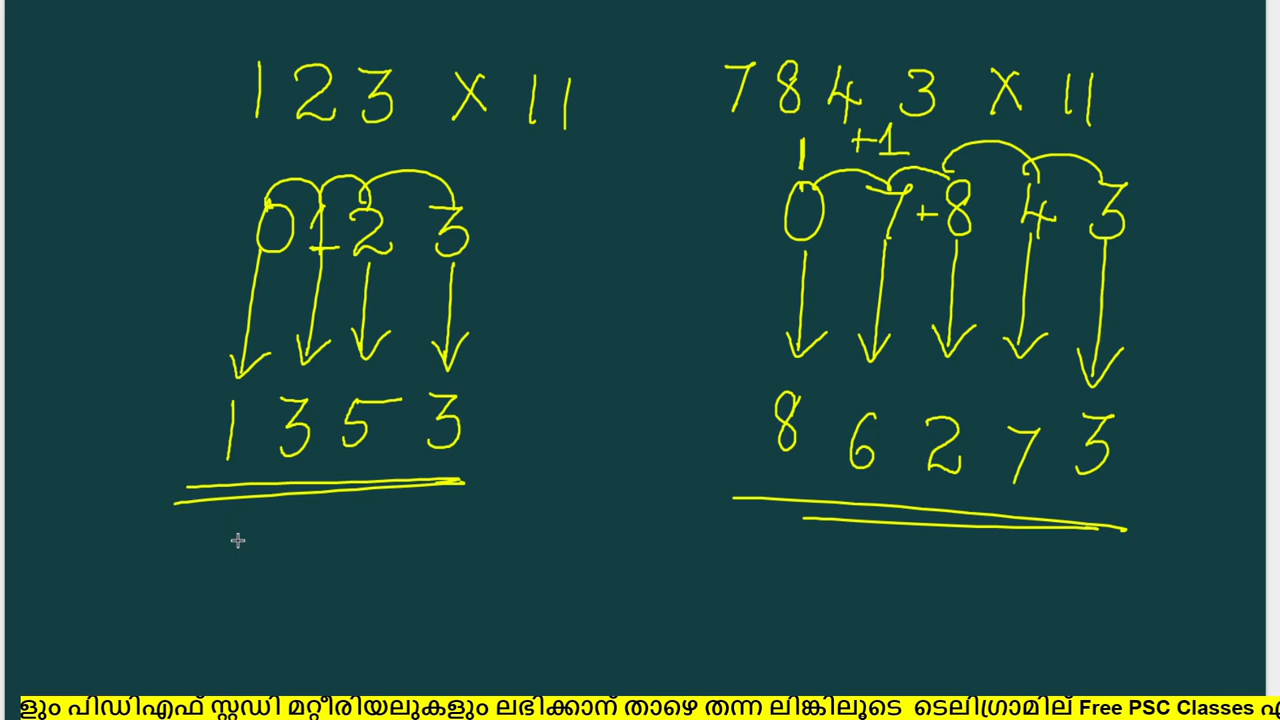 123 × 11
0 1 2 3
1 3 5 3
7843 × 11
1 +1
0 7+8 4 3
8 6 2 7 3
ളും പിഡിഎഫ് സ്റ്റഡി മറ്റീരിയലുകളും ലഭിക്കാന് താഴെ തന്ന ലിങ്കിലൂടെ ടെലിഗ്രാമില് Free PSC Classes എ